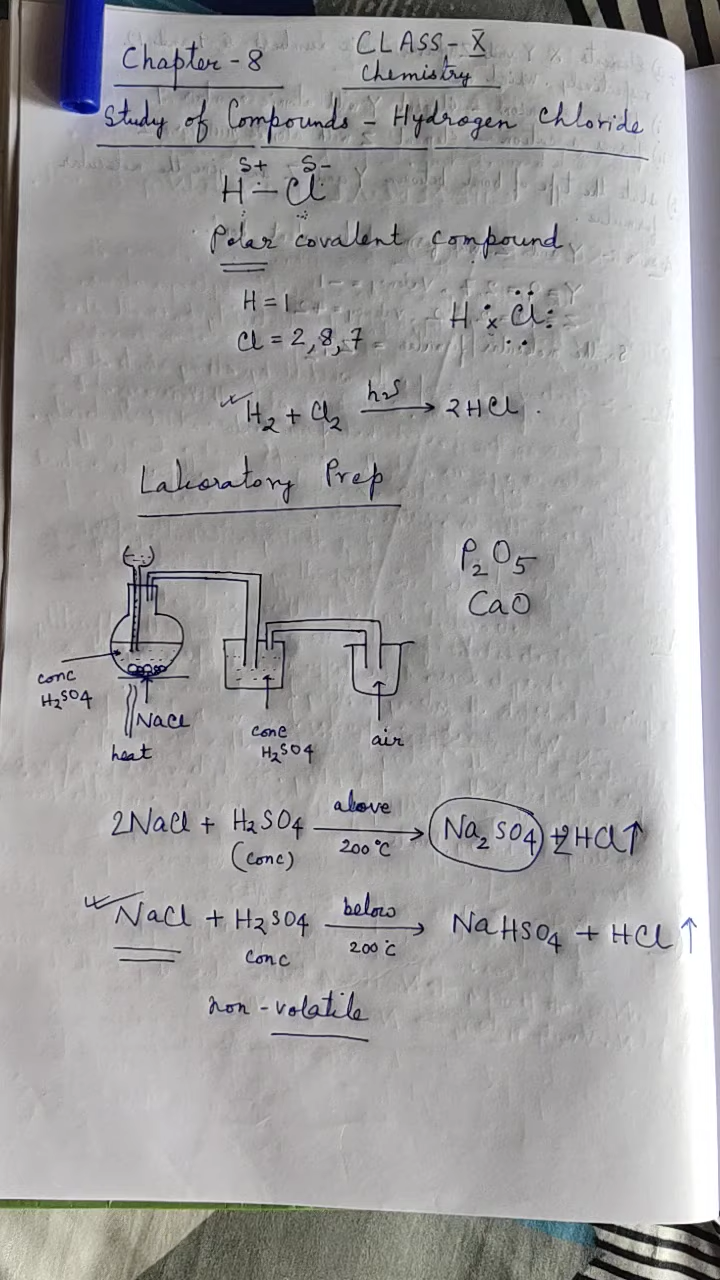 Chapter - 8
CLASS - X
Chemistry
Study of Compounds - Hydrogen Chloride
δ+ δ-
H - Cl
Polar covalent compound
H = 1
Cl = 2, 8, 7
H × Cl
H₂ + Cl₂ hν → 2HCl
Laboratory Prep
P₂O₅
CaO
conc
H₂SO₄
NaCl
heat
conc
H₂SO₄
air
2NaCl + H₂SO₄ above 200°C → Na₂SO₄ + 2HCl ↑
(conc)
NaCl + H₂SO₄ below 200°C → NaHSO₄ + HCl ↑
conc
non-volatile